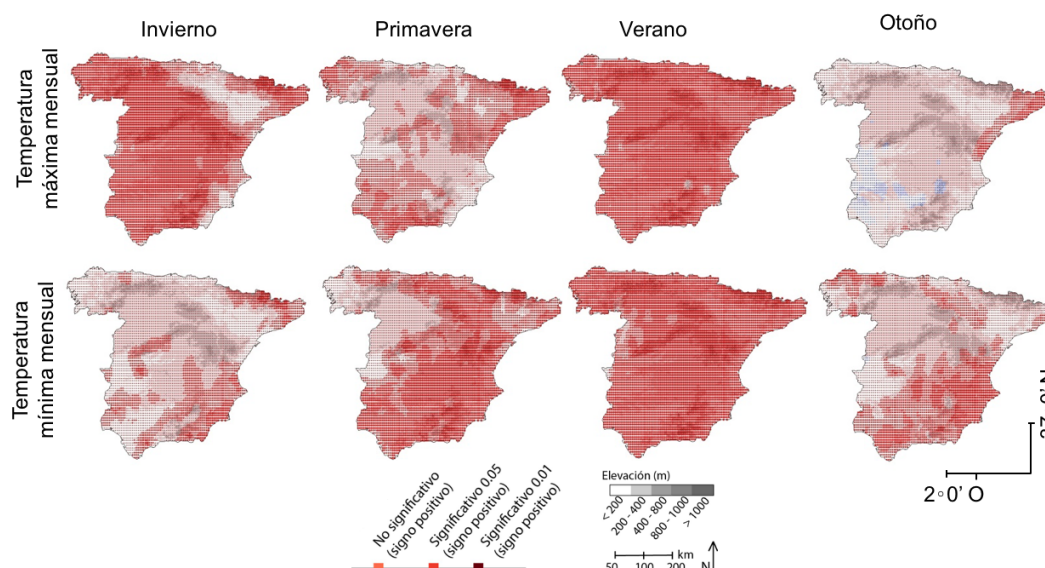 Invierno
Primavera
Verano
Otoño
Temperatura
máxima mensual
Temperatura
mínima mensual
No significativo
(signo positivo)
Significativo 0.05
(signo positivo)
Significativo 0.01
(signo positivo)
Elevación (m)
< 200
200 - 400
400 - 800
800 - 1000
> 1000
50 100 200 km
N
2°0' O